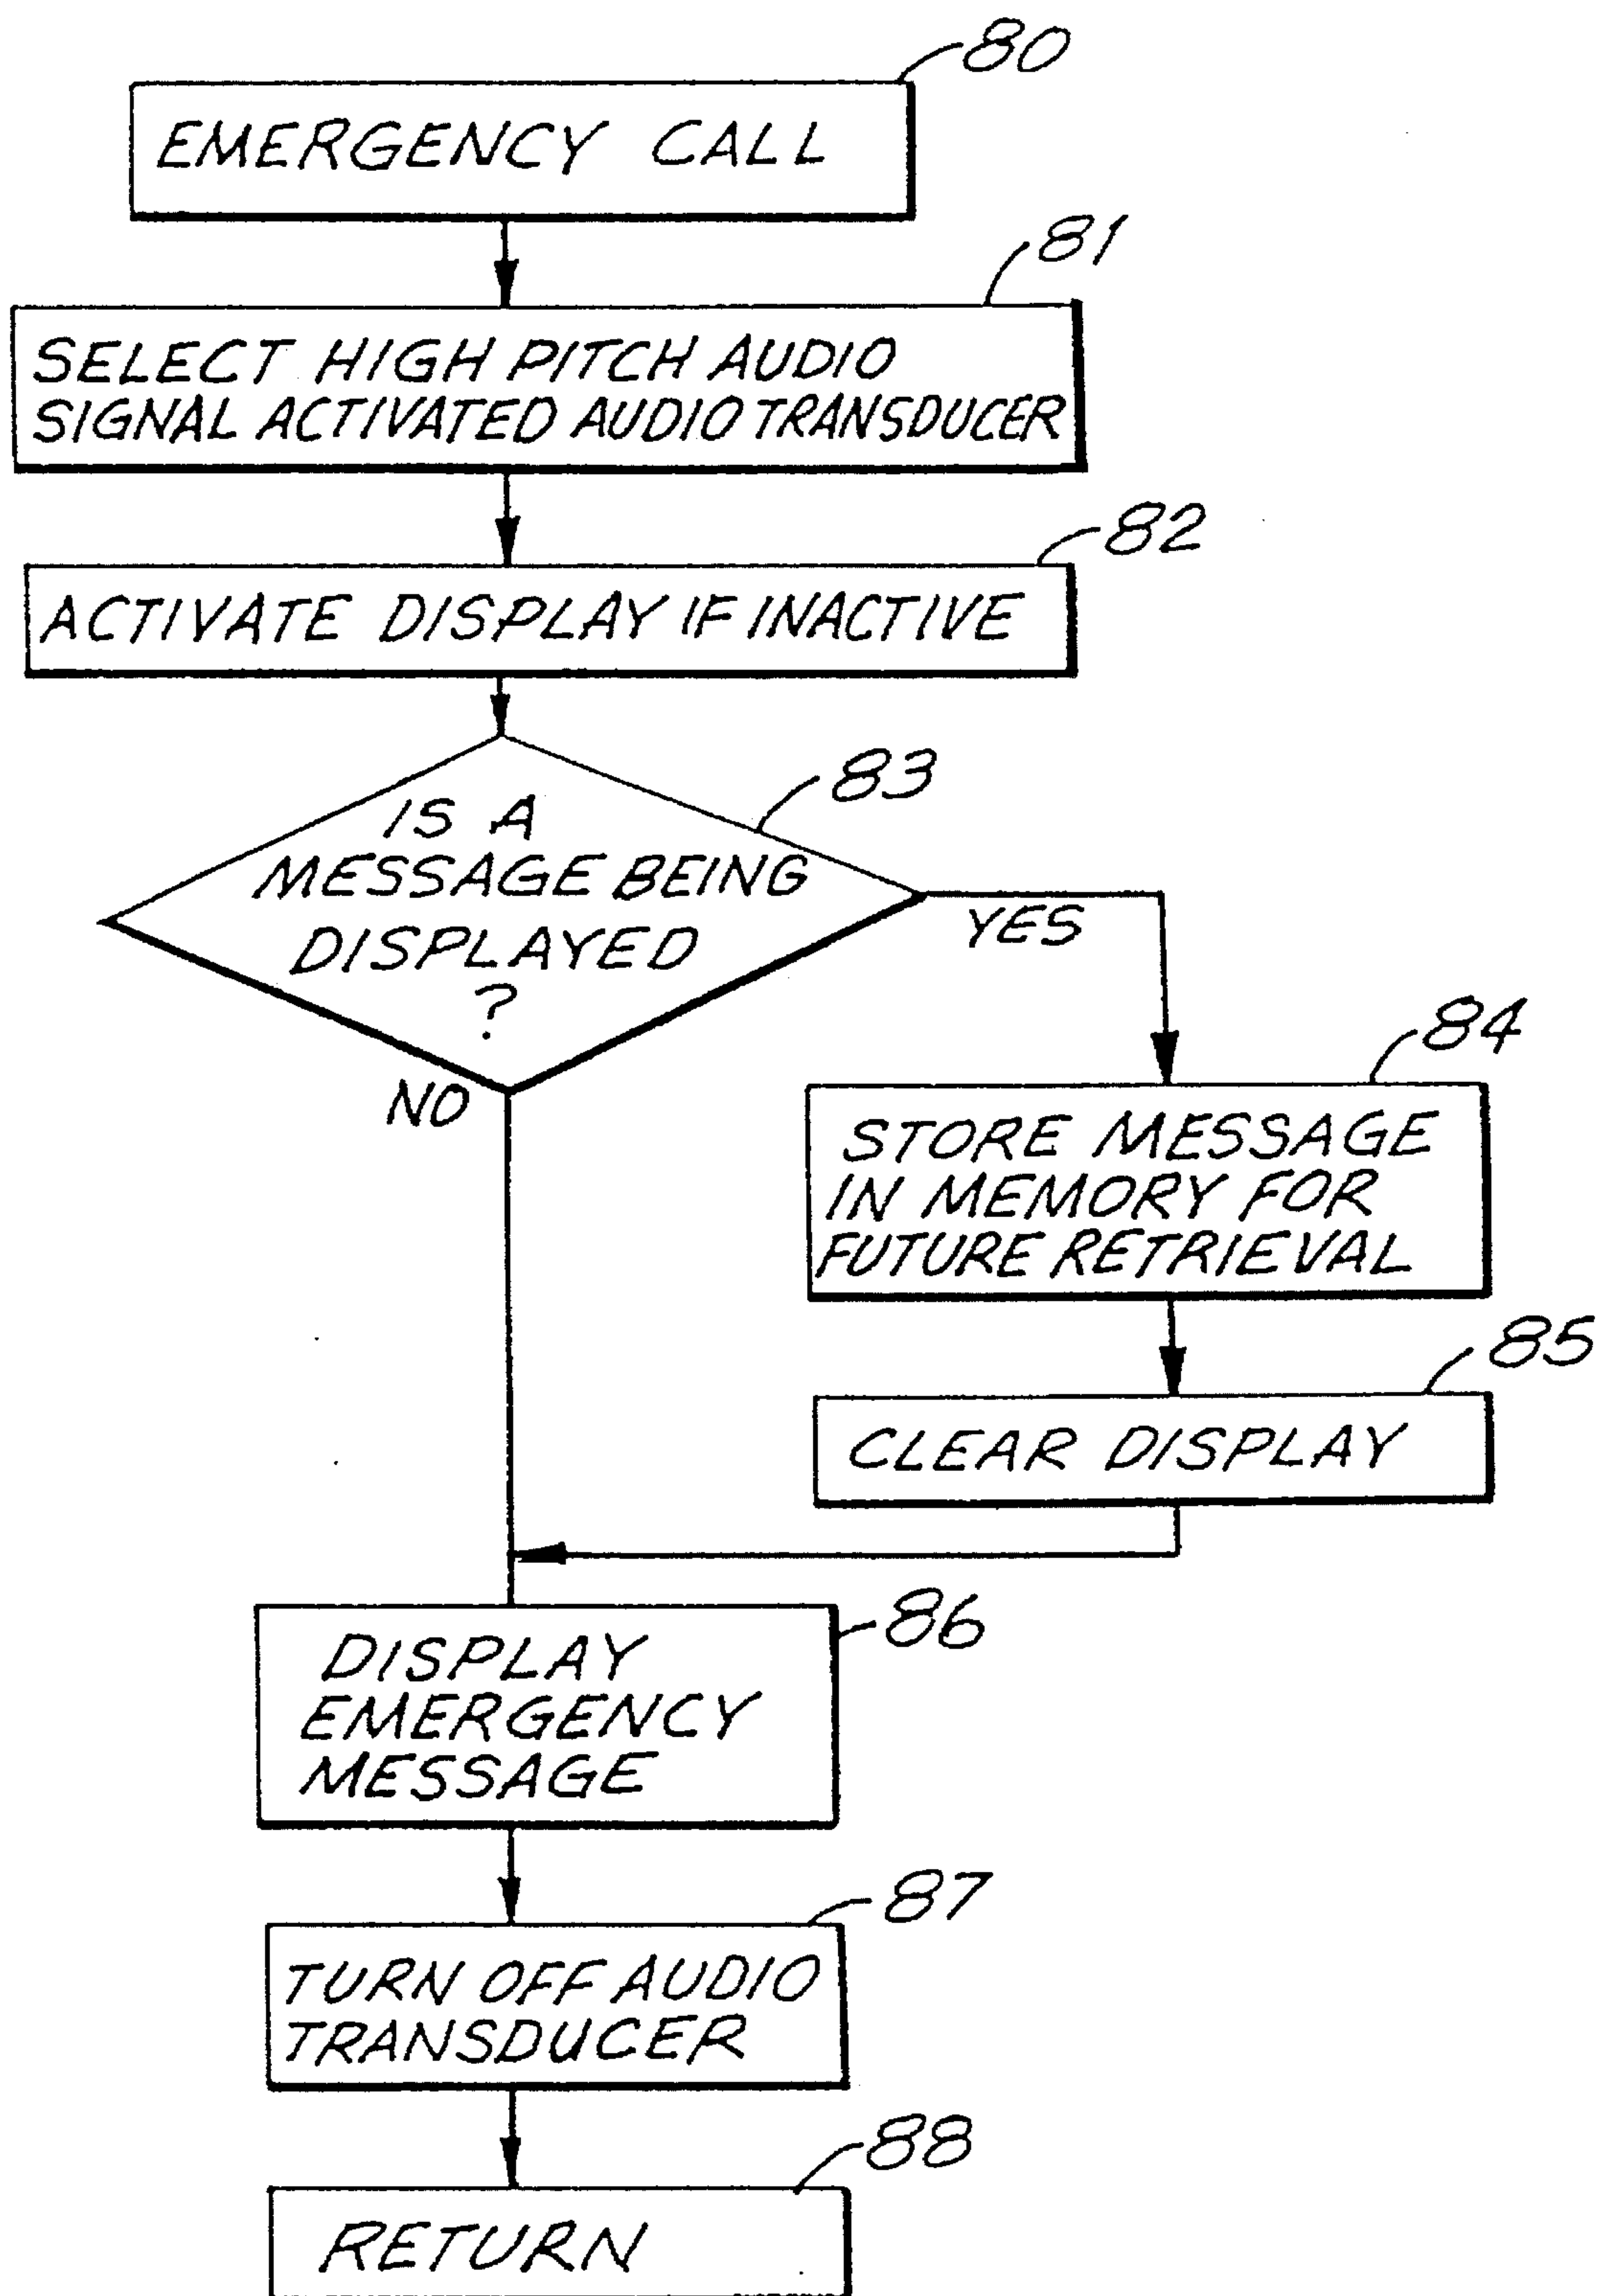 80
EMERGENCY CALL
81
SELECT HIGH PITCH AUDIO
SIGNAL ACTIVATED AUDIO TRANSDUCER
82
ACTIVATE DISPLAY IF INACTIVE
83
IS A
MESSAGE BEING
DISPLAYED
?
YES
NO
84
STORE MESSAGE
IN MEMORY FOR
FUTURE RETRIEVAL
85
CLEAR DISPLAY
86
DISPLAY
EMERGENCY
MESSAGE
87
TURN OFF AUDIO
TRANSDUCER
88
RETURN